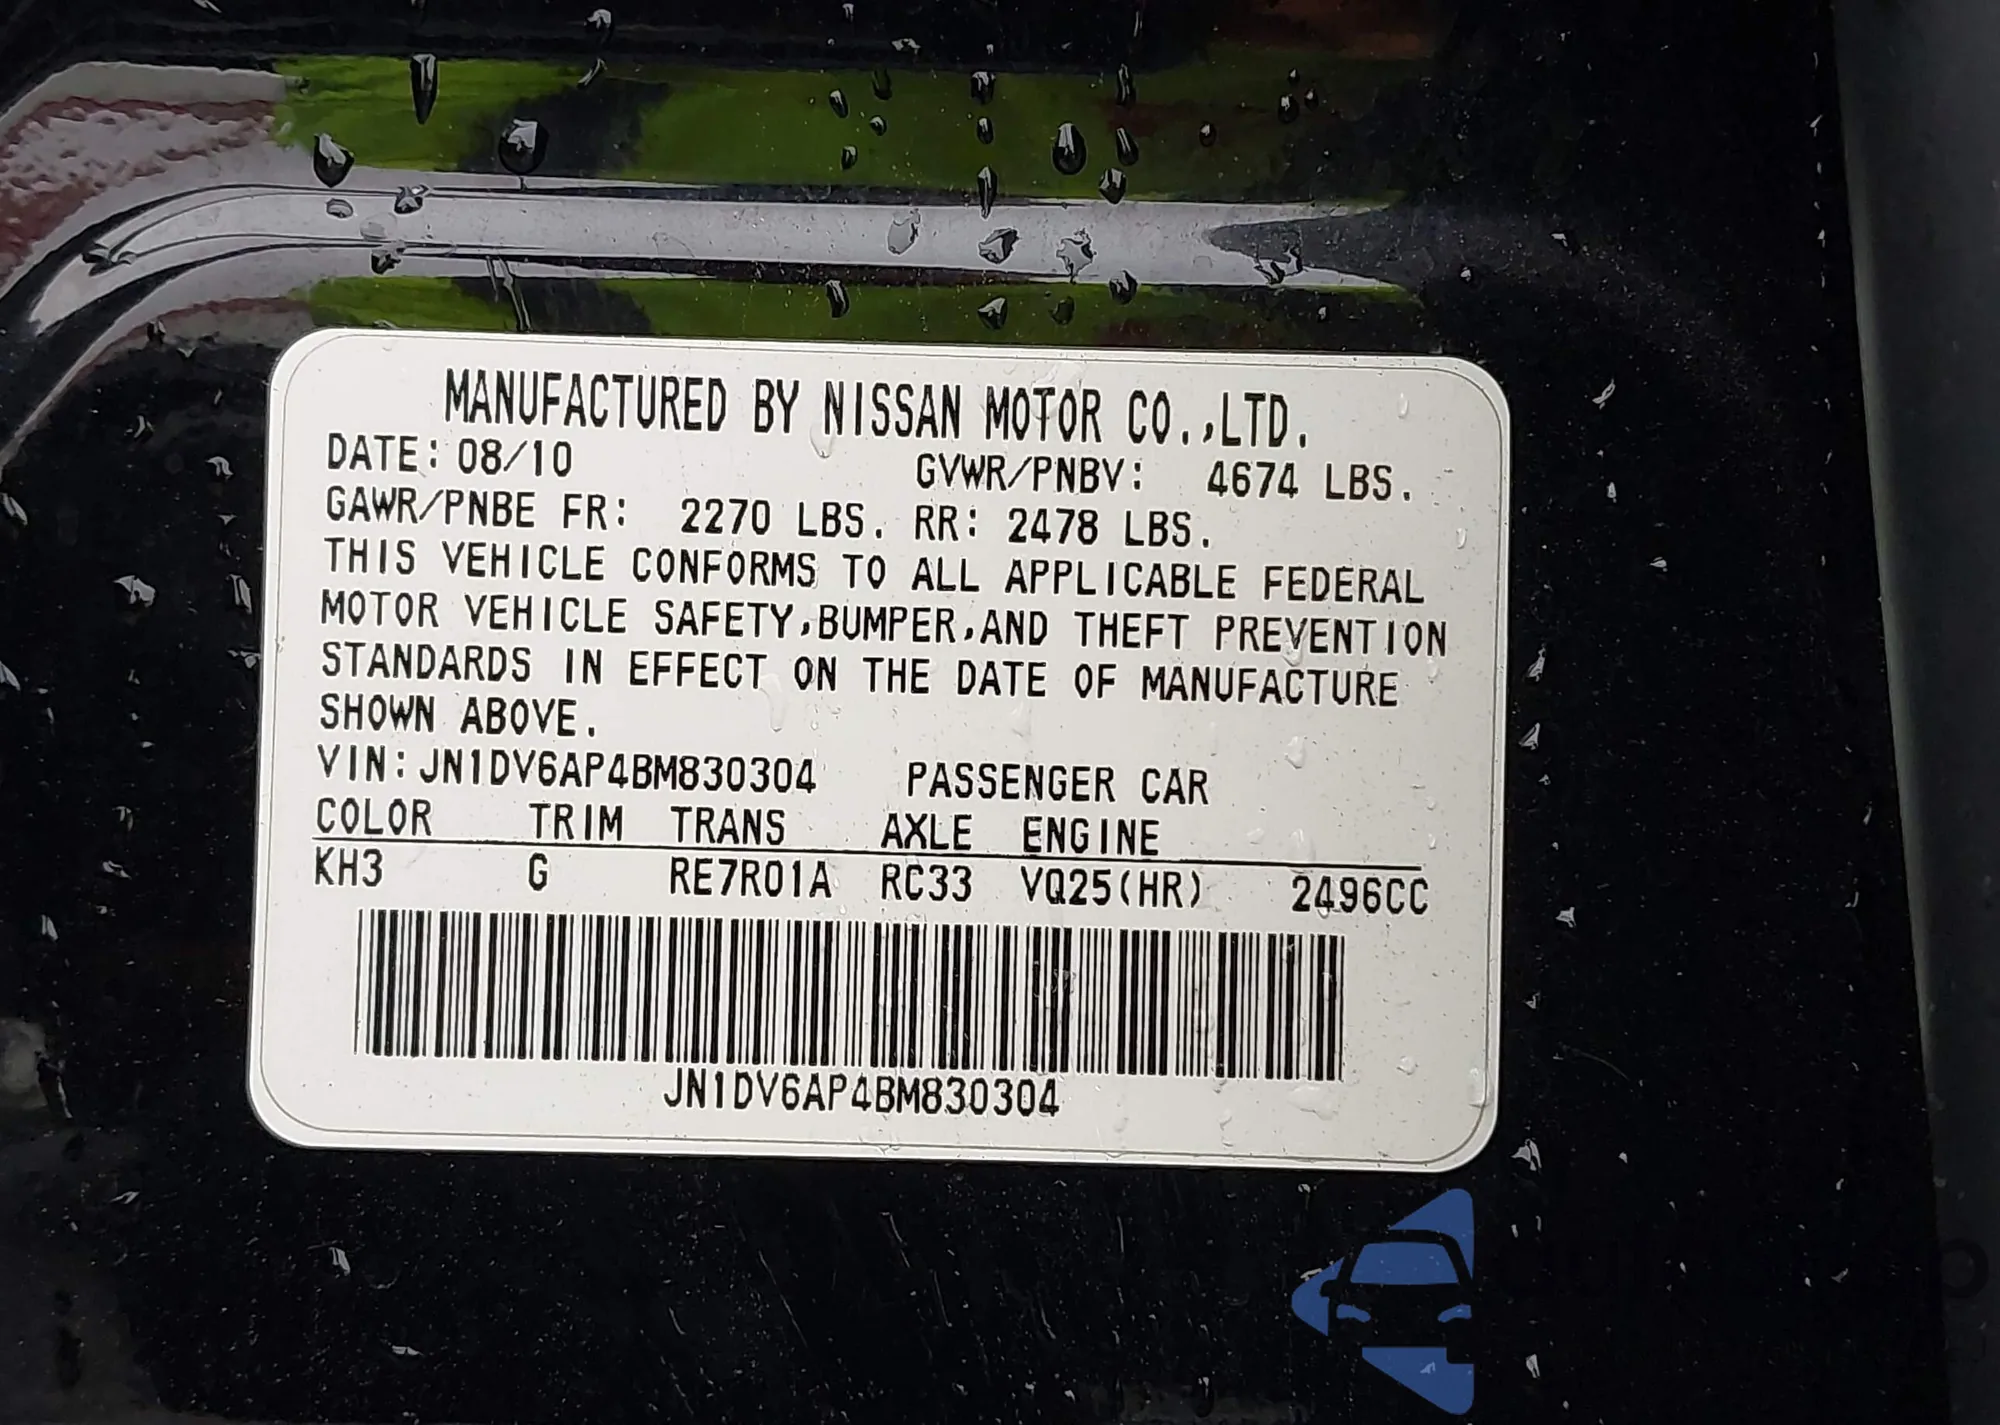 MANUFACTURED BY NISSAN MOTOR CO.,LTD.
DATE: 08/10 GVWR/PNBV: 4674 LBS.
GAWR/PNBE FR: 2270 LBS. RR: 2478 LBS.
THIS VEHICLE CONFORMS TO ALL APPLICABLE FEDERAL
MOTOR VEHICLE SAFETY,BUMPER,AND THEFT PREVENTION
STANDARDS IN EFFECT ON THE DATE OF MANUFACTURE
SHOWN ABOVE.
VIN:JN1DV6AP4BM830304 PASSENGER CAR
COLOR TRIM TRANS AXLE ENGINE
KH3 G RE7R01A RC33 VQ25(HR) 2496CC
JN1DV6AP4BM830304